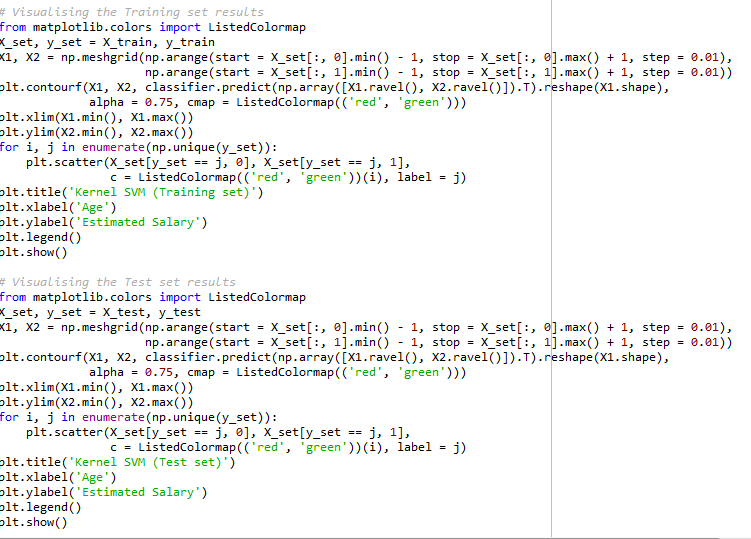 # Visualising the Training set results
from matplotlib.colors import ListedColormap
X_set, y_set = X_train, y_train
X1, X2 = np.meshgrid(np.arange(start = X_set[:, 0].min() - 1, stop = X_set[:, 0].max() + 1, step = 0.01),
np.arange(start = X_set[:, 1].min() - 1, stop = X_set[:, 1].max() + 1, step = 0.01))
plt.contourf(X1, X2, classifier.predict(np.array([X1.ravel(), X2.ravel()]).T).reshape(X1.shape),
alpha = 0.75, cmap = ListedColormap(('red', 'green')))
plt.xlim(X1.min(), X1.max())
plt.ylim(X2.min(), X2.max())
for i, j in enumerate(np.unique(y_set)):
plt.scatter(X_set[y_set == j, 0], X_set[y_set == j, 1],
c = ListedColormap(('red', 'green'))(i), label = j)
plt.title('Kernel SVM (Training set)')
plt.xlabel('Age')
plt.ylabel('Estimated Salary')
plt.legend()
plt.show()
# Visualising the Test set results
from matplotlib.colors import ListedColormap
X_set, y_set = X_test, y_test
X1, X2 = np.meshgrid(np.arange(start = X_set[:, 0].min() - 1, stop = X_set[:, 0].max() + 1, step = 0.01),
np.arange(start = X_set[:, 1].min() - 1, stop = X_set[:, 1].max() + 1, step = 0.01))
plt.contourf(X1, X2, classifier.predict(np.array([X1.ravel(), X2.ravel()]).T).reshape(X1.shape),
alpha = 0.75, cmap = ListedColormap(('red', 'green')))
plt.xlim(X1.min(), X1.max())
plt.ylim(X2.min(), X2.max())
for i, j in enumerate(np.unique(y_set)):
plt.scatter(X_set[y_set == j, 0], X_set[y_set == j, 1],
c = ListedColormap(('red', 'green'))(i), label = j)
plt.title('Kernel SVM (Test set)')
plt.xlabel('Age')
plt.ylabel('Estimated Salary')
plt.legend()
plt.show()